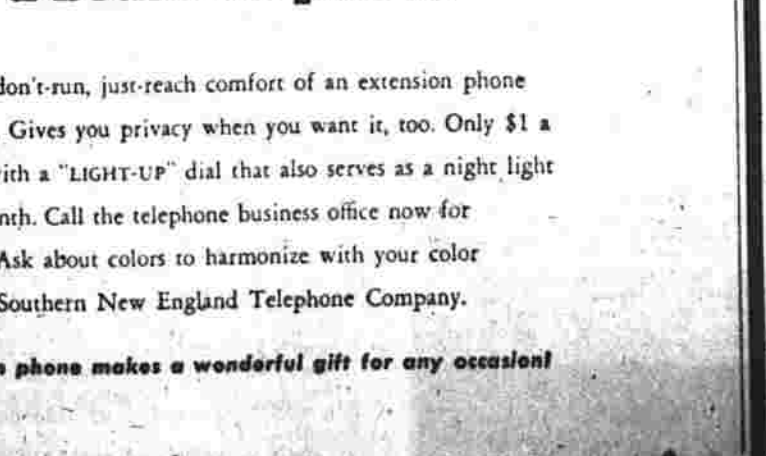 don't-run, just-reach comfort of an extension phone
Gives you privacy when you want it, too. Only $1 a
with a "LIGHT-UP" dial that also serves as a night light
nth. Call the telephone business office now for
Ask about colors to harmonize with your color
Southern New England Telephone Company.
phone makes a wonderful gift for any occasion!